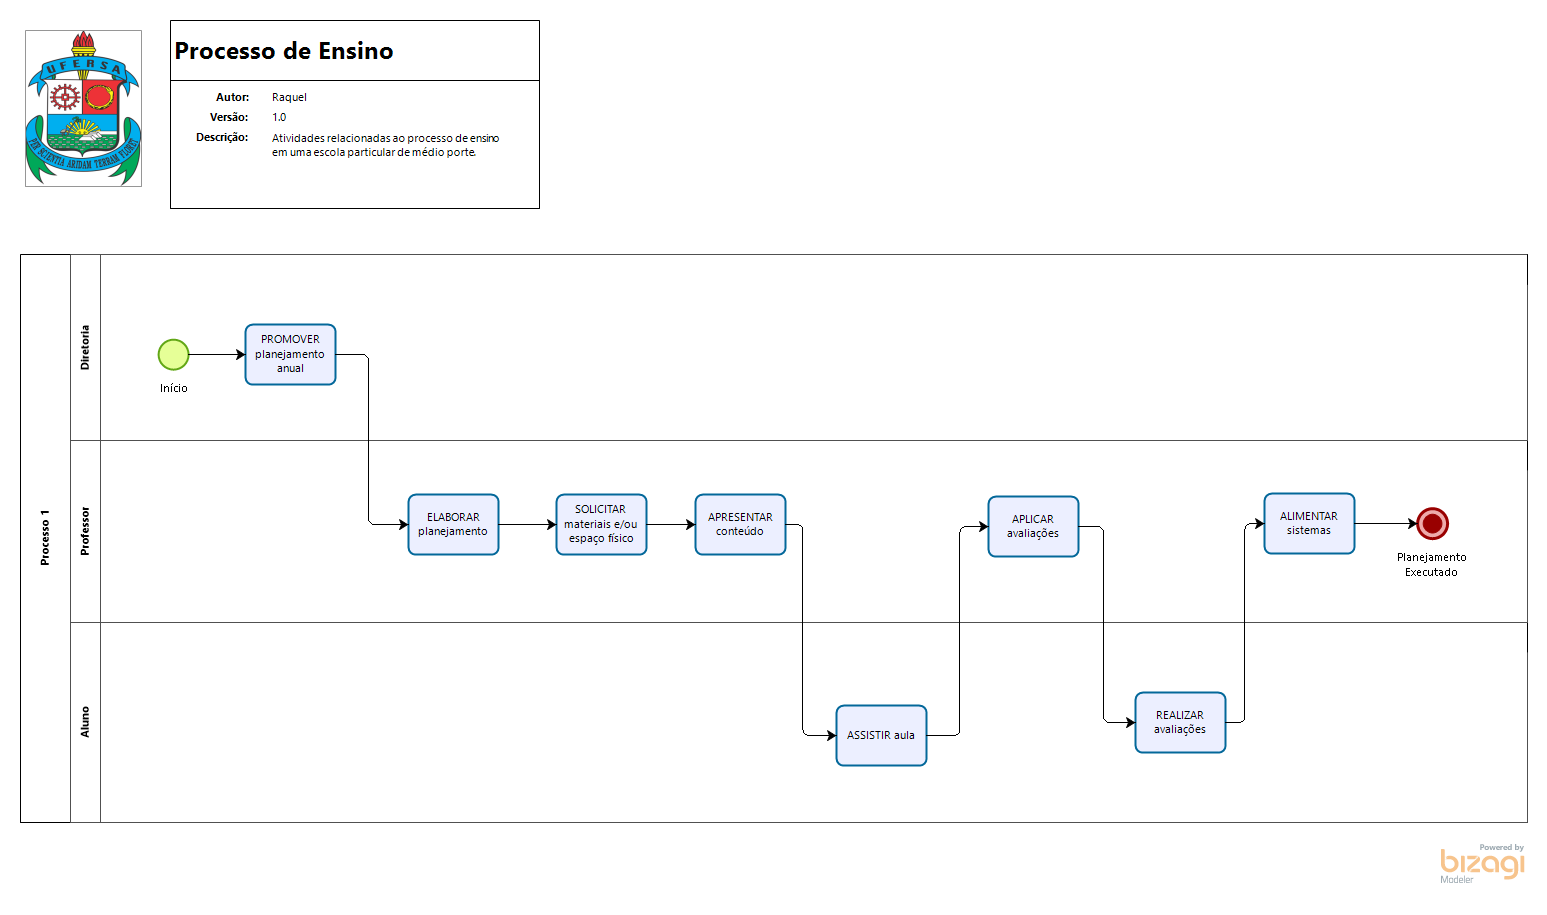 UFERSA
PER SCIENTIA ARIDAM TERRAM FLORET
Processo de Ensino
Autor: Raquel
Versão: 1.0
Descrição: Atividades relacionadas ao processo de ensino
em uma escola particular de médio porte.
Processo 1
Diretoria
Início
PROMOVER
planejamento
anual
Professor
ELABORAR
planejamento
SOLICITAR
materiais e/ou
espaço físico
APRESENTAR
conteúdo
APLICAR
avaliações
ALIMENTAR
sistemas
Planejamento
Executado
Aluno
ASSISTIR aula
REALIZAR
avaliações
Powered by
bizagi
Modeler